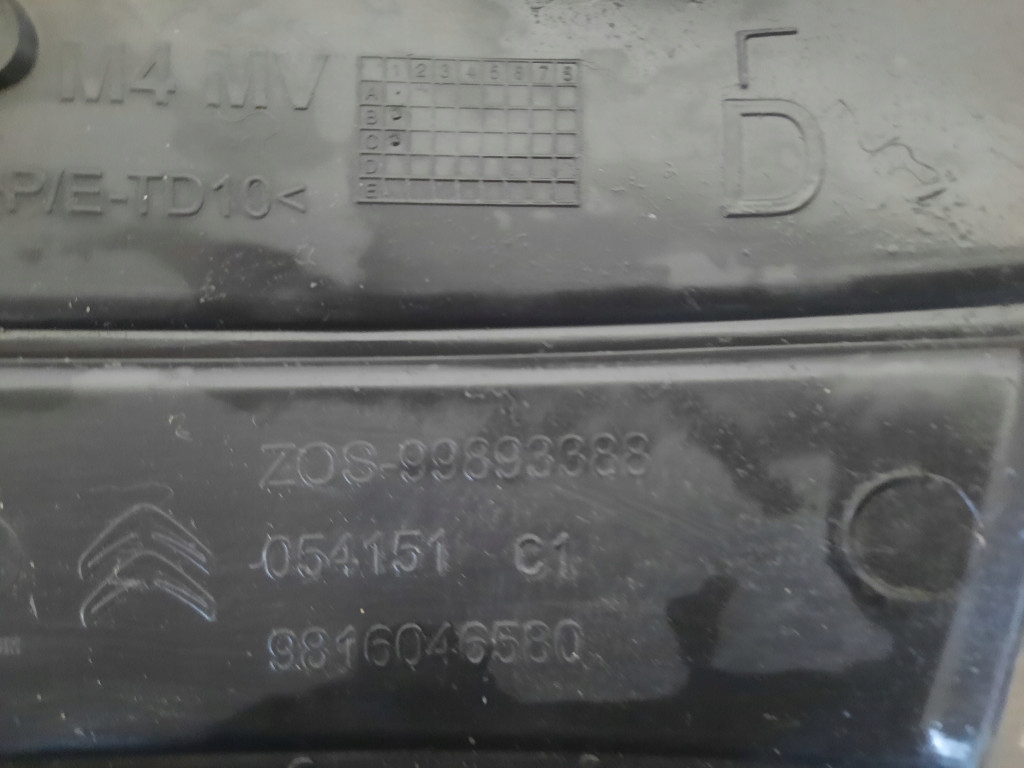 M4 MV
1 2 3 4 5 6 7 8
A
B
C
D
E
P/E-TD10<
D
ZOS-99893388
054151 C1
9816046580